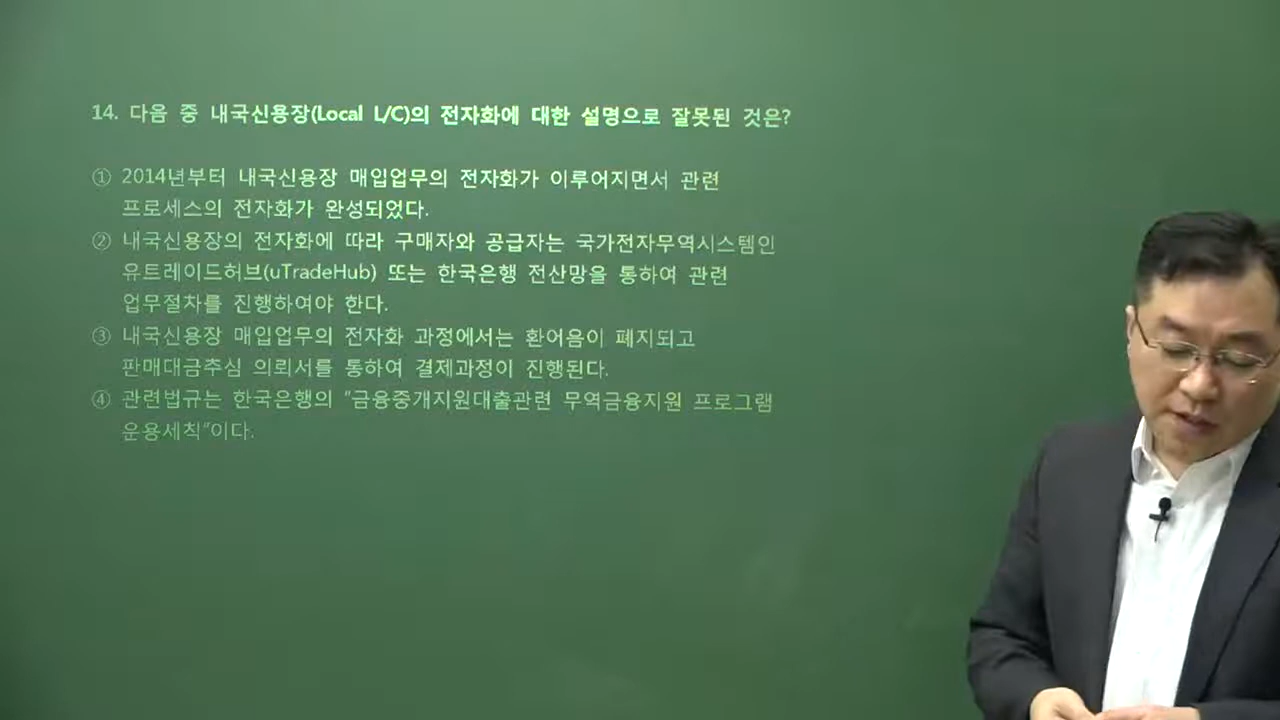 14. 다음 중 내국신용장(Local L/C)의 전자화에 대한 설명으로 잘못된 것은?
① 2014년부터 내국신용장 매입업무의 전자화가 이루어지면서 관련
프로세스의 전자화가 완성되었다.
② 내국신용장의 전자화에 따라 구매자와 공급자는 국가전자무역시스템인
유트레이드허브(uTradeHub) 또는 한국은행 전산망을 통하여 관련
업무절차를 진행하여야 한다.
③ 내국신용장 매입업무의 전자화 과정에서는 환어음이 폐지되고
판매대금추심 의뢰서를 통하여 결제과정이 진행된다.
④ 관련법규는 한국은행의 "금융중개지원대출관련 무역금융지원 프로그램
운용세칙"이다.